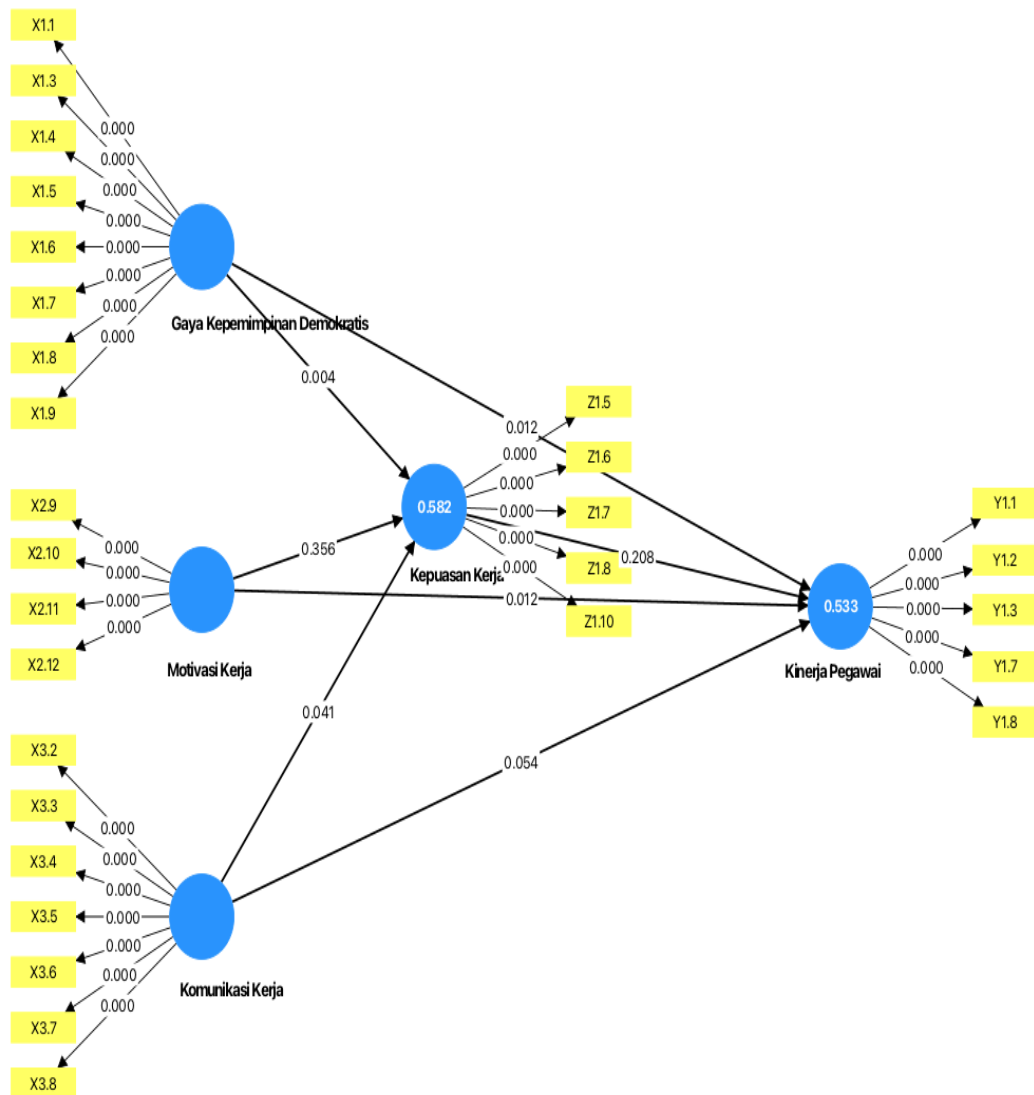 X1.1
X1.3
X1.4
X1.5
X1.6
X1.7
X1.8
X1.9
0.000
0.000
0.000
0.000
0.000
0.000
0.000
0.000
Gaya Kepemimpinan Demokratis
0.004
0.012
X2.9
X2.10
X2.11
X2.12
0.000
0.000
0.000
0.000
Motivasi Kerja
0.356
0.012
X3.2
X3.3
X3.4
X3.5
X3.6
X3.7
X3.8
0.000
0.000
0.000
0.000
0.000
0.000
0.000
Komunikasi Kerja
0.041
0.054
0.582
Kepuasan Kerja
0.000
0.000
0.000
0.000
0.000
Z1.5
Z1.6
Z1.7
Z1.8
Z1.10
0.208
0.533
Kinerja Pegawai
0.000
0.000
0.000
0.000
0.000
Y1.1
Y1.2
Y1.3
Y1.7
Y1.8